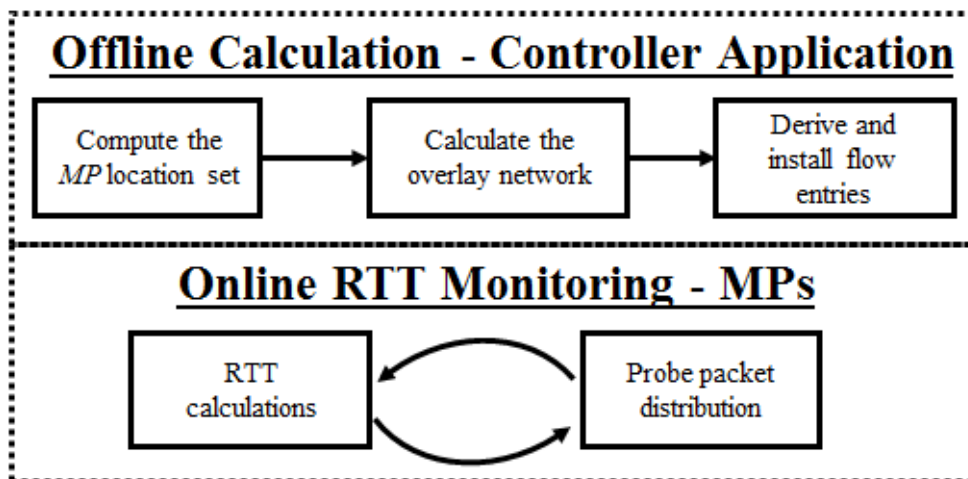 Offline Calculation - Controller Application
Compute the
MP location set
Calculate the
overlay network
Derive and
install flow
entries
Online RTT Monitoring - MPs
RTT
calculations
Probe packet
distribution